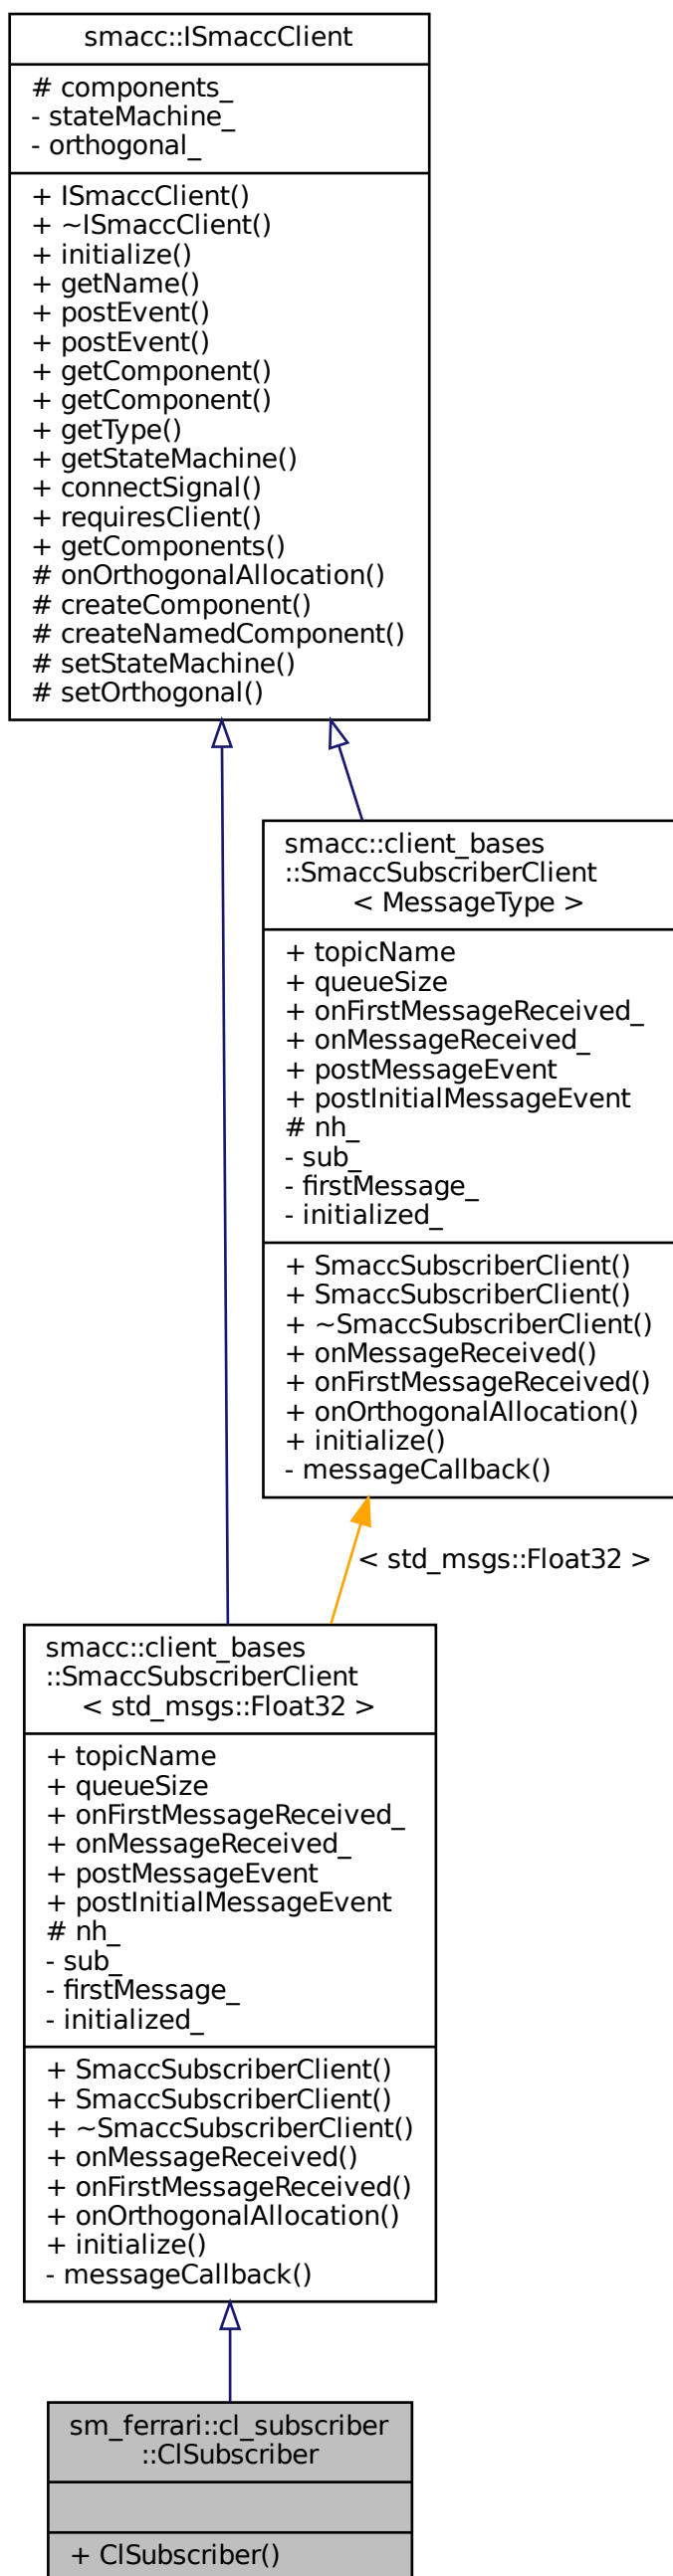 smacc::ISmaccClient
# components_
- stateMachine_
- orthogonal_
+ ISmaccClient()
+ ~ISmaccClient()
+ initialize()
+ getName()
+ postEvent()
+ postEvent()
+ getComponent()
+ getComponent()
+ getType()
+ getStateMachine()
+ connectSignal()
+ requiresClient()
+ getComponents()
# onOrthogonalAllocation()
# createComponent()
# createNamedComponent()
# setStateMachine()
# setOrthogonal()
smacc::client_bases
::SmaccSubscriberClient
< MessageType >
+ topicName
+ queueSize
+ onFirstMessageReceived_
+ onMessageReceived_
+ postMessageEvent
+ postInitialMessageEvent
# nh_
- sub_
- firstMessage_
- initialized_
+ SmaccSubscriberClient()
+ SmaccSubscriberClient()
+ ~SmaccSubscriberClient()
+ onMessageReceived()
+ onFirstMessageReceived()
+ onOrthogonalAllocation()
+ initialize()
- messageCallback()
< std_msgs::Float32 >
smacc::client_bases
::SmaccSubscriberClient
< std_msgs::Float32 >
+ topicName
+ queueSize
+ onFirstMessageReceived_
+ onMessageReceived_
+ postMessageEvent
+ postInitialMessageEvent
# nh_
- sub_
- firstMessage_
- initialized_
+ SmaccSubscriberClient()
+ SmaccSubscriberClient()
+ ~SmaccSubscriberClient()
+ onMessageReceived()
+ onFirstMessageReceived()
+ onOrthogonalAllocation()
+ initialize()
- messageCallback()
sm_ferrari::cl_subscriber
::ClSubscriber
+ ClSubscriber()